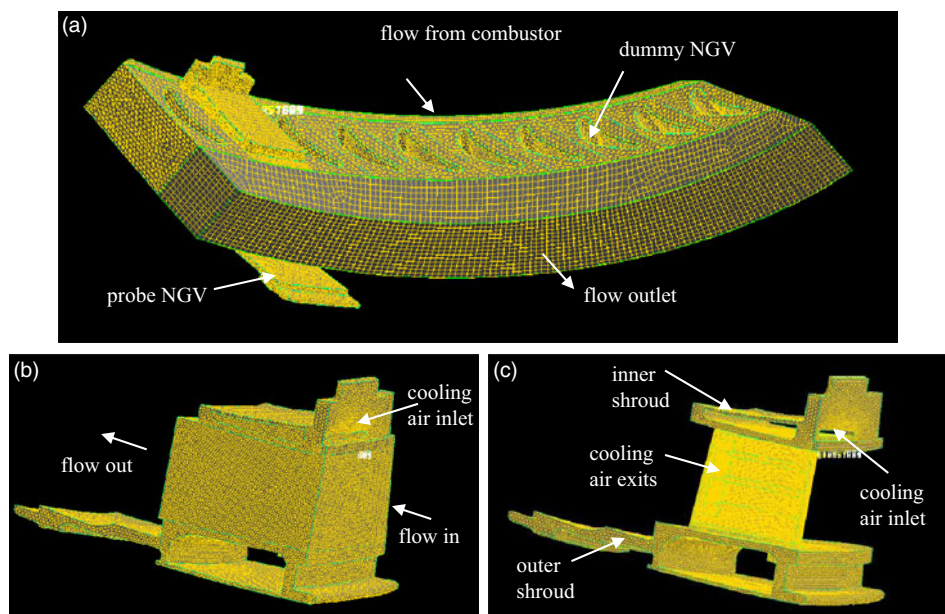 (a)
flow from combustor
dummy NGV
probe NGV
flow outlet
(b)
cooling
air inlet
flow out
flow in
(c)
inner
shroud
cooling
air exits
cooling
air inlet
outer
shroud